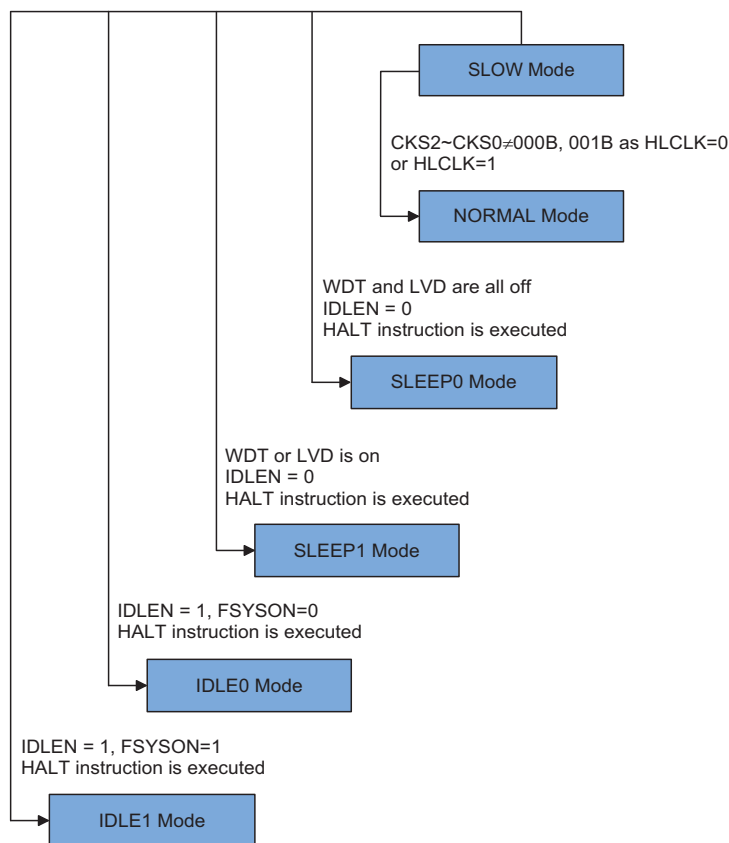 SLOW Mode
CKS2~CKS0≠000B, 001B as HLCLK=0
or HLCLK=1
NORMAL Mode
WDT and LVD are all off
IDLEN = 0
HALT instruction is executed
SLEEP0 Mode
WDT or LVD is on
IDLEN = 0
HALT instruction is executed
SLEEP1 Mode
IDLEN = 1, FSYSON=0
HALT instruction is executed
IDLE0 Mode
IDLEN = 1, FSYSON=1
HALT instruction is executed
IDLE1 Mode